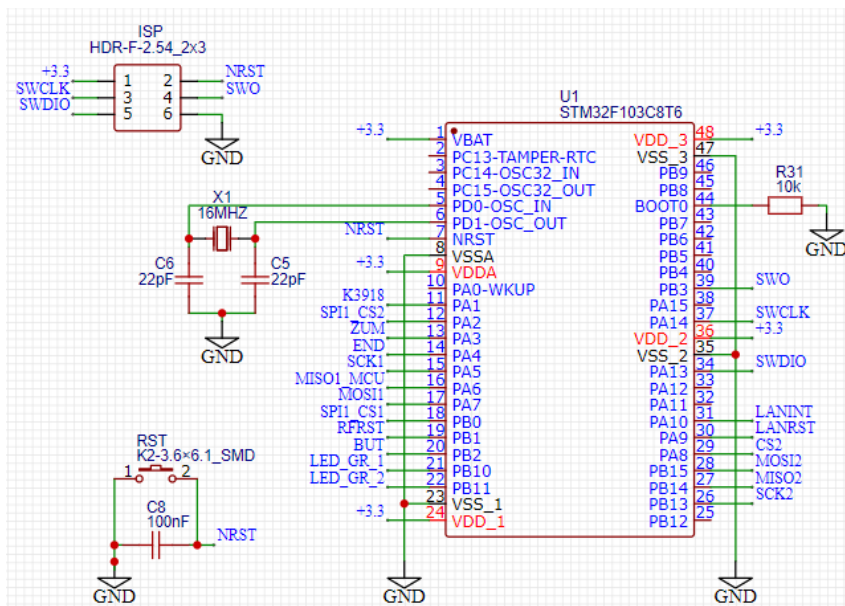 ISP
HDR-F-2.54_2x3
+3.3 1 2 NRST
SWCLK 3 4 SWO
SWDIO 5 6
GND
X1
16MHZ
C6
22pF
C5
22pF
GND
RST
K2-3.6×6.1_SMD
1 2
C8
100nF
NRST
GND
U1
STM32F103C8T6
+3.3 1 VBAT
2 PC13-TAMPER-RTC
3 PC14-OSC32_IN
4 PC15-OSC32_OUT
5 PD0-OSC_IN
6 PD1-OSC_OUT
NRST 7 NRST
8 VSSA
+3.3 9 VDDA
10 PA0-WKUP
K3918 11 PA1
SPI1_CS2 12 PA2
ZUM 13 PA3
END 14 PA4
SCK1 15 PA5
MISO1_MCU 16 PA6
MOSI1 17 PA7
SPI1_CS1 18 PB0
RFRST 19 PB1
BUT 20 PB2
LED_GR_1 21 PB10
LED_GR_2 22 PB11
23 VSS_1
+3.3 24 VDD_1
GND
VDD_3 48 +3.3
VSS_3 47
PB9 46
PB8 45
BOOT0 44
PB7 43
PB6 42
PB5 41
PB4 40
PB3 39 SWO
PA15 38
PA14 37 SWCLK
VDD_2 36 +3.3
VSS_2 35
PA13 34 SWDIO
PA12 33
PA11 32
PA10 31 LANINT
PA9 30 LANRST
PA8 29 CS2
PB15 28 MOSI2
PB14 27 MISO2
PB13 26 SCK2
PB12 25
GND
R31
10k
GND